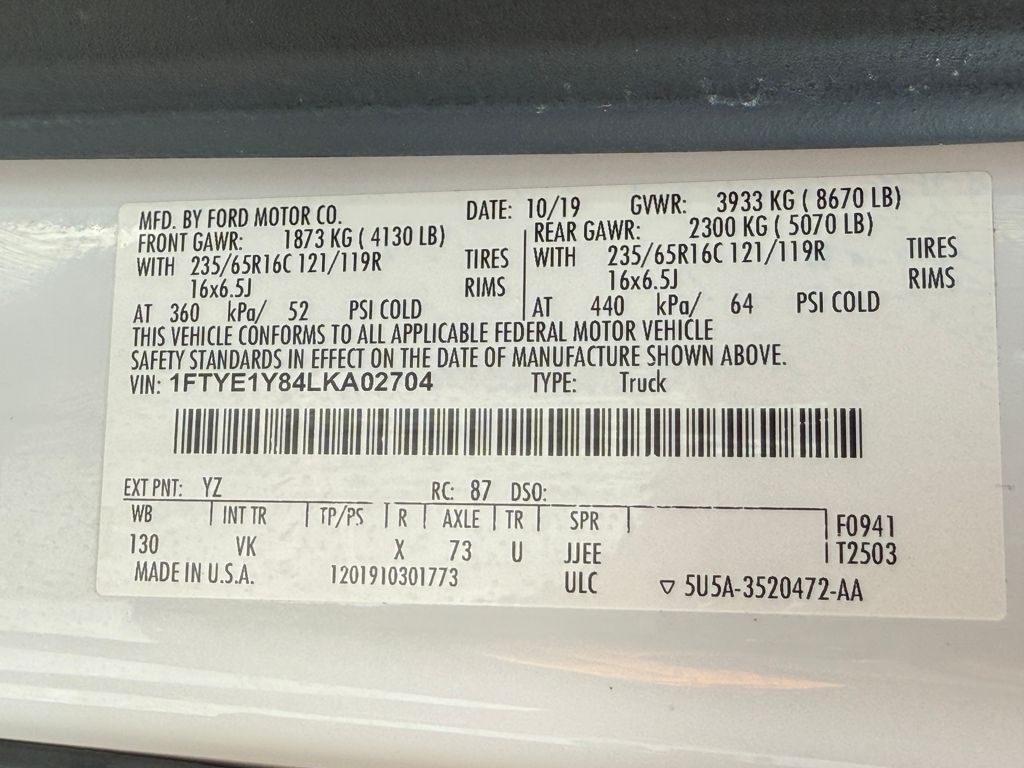 MFD. BY FORD MOTOR CO. DATE: 10/19 GVWR: 3933 KG ( 8670 LB)
FRONT GAWR: 1873 KG ( 4130 LB) REAR GAWR: 2300 KG ( 5070 LB)
WITH 235/65R16C 121/119R TIRES WITH 235/65R16C 121/119R TIRES
16x6.5J RIMS 16x6.5J RIMS
AT 360 kPa/ 52 PSI COLD AT 440 kPa/ 64 PSI COLD
THIS VEHICLE CONFORMS TO ALL APPLICABLE FEDERAL MOTOR VEHICLE
SAFETY STANDARDS IN EFFECT ON THE DATE OF MANUFACTURE SHOWN ABOVE.
VIN: 1FTYE1Y84LKA02704 TYPE: Truck
EXT PNT: YZ RC: 87 DSO:
WB INT TR TP/PS R AXLE TR SPR F0941
130 VK X 73 U JJEE T2503
MADE IN U.S.A. 1201910301773 ULC ▽ 5U5A-3520472-AA